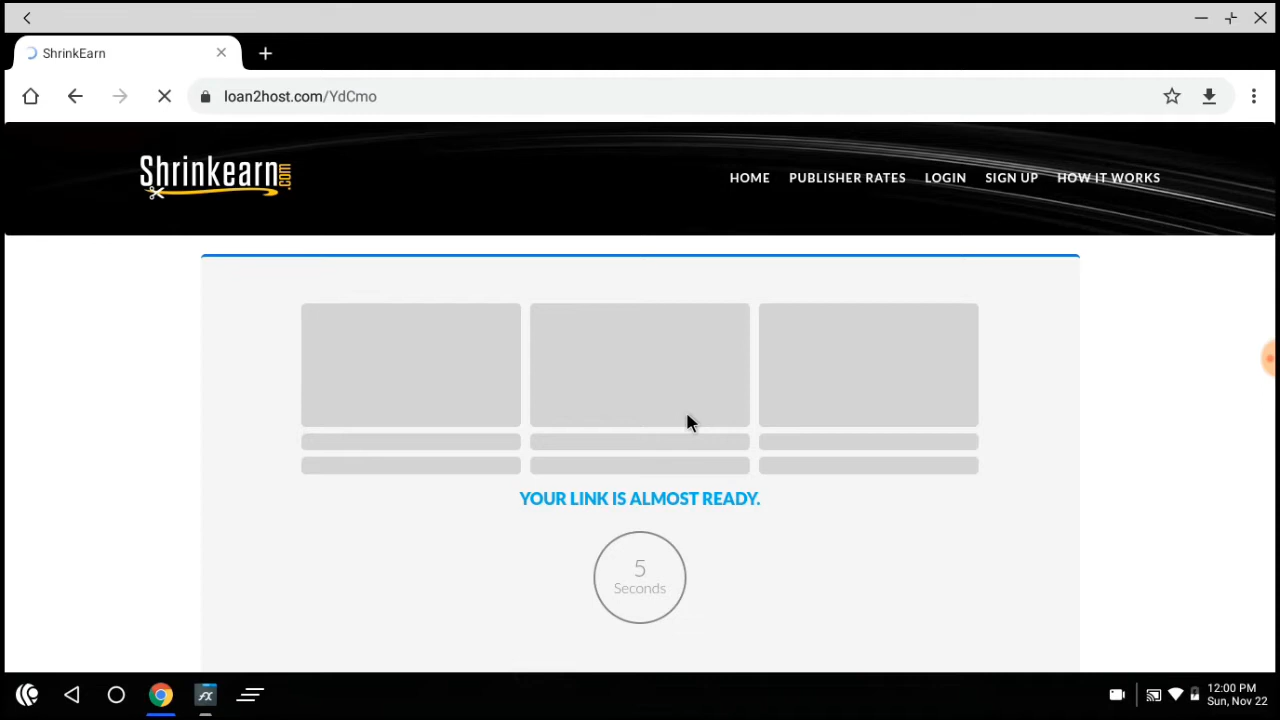 ShrinkEarn
loan2host.com/YdCmo
Shrinkearn.com
HOME PUBLISHER RATES LOGIN SIGN UP HOW IT WORKS
YOUR LINK IS ALMOST READY.
5
Seconds
fx
12:00 PM
Sun, Nov 22